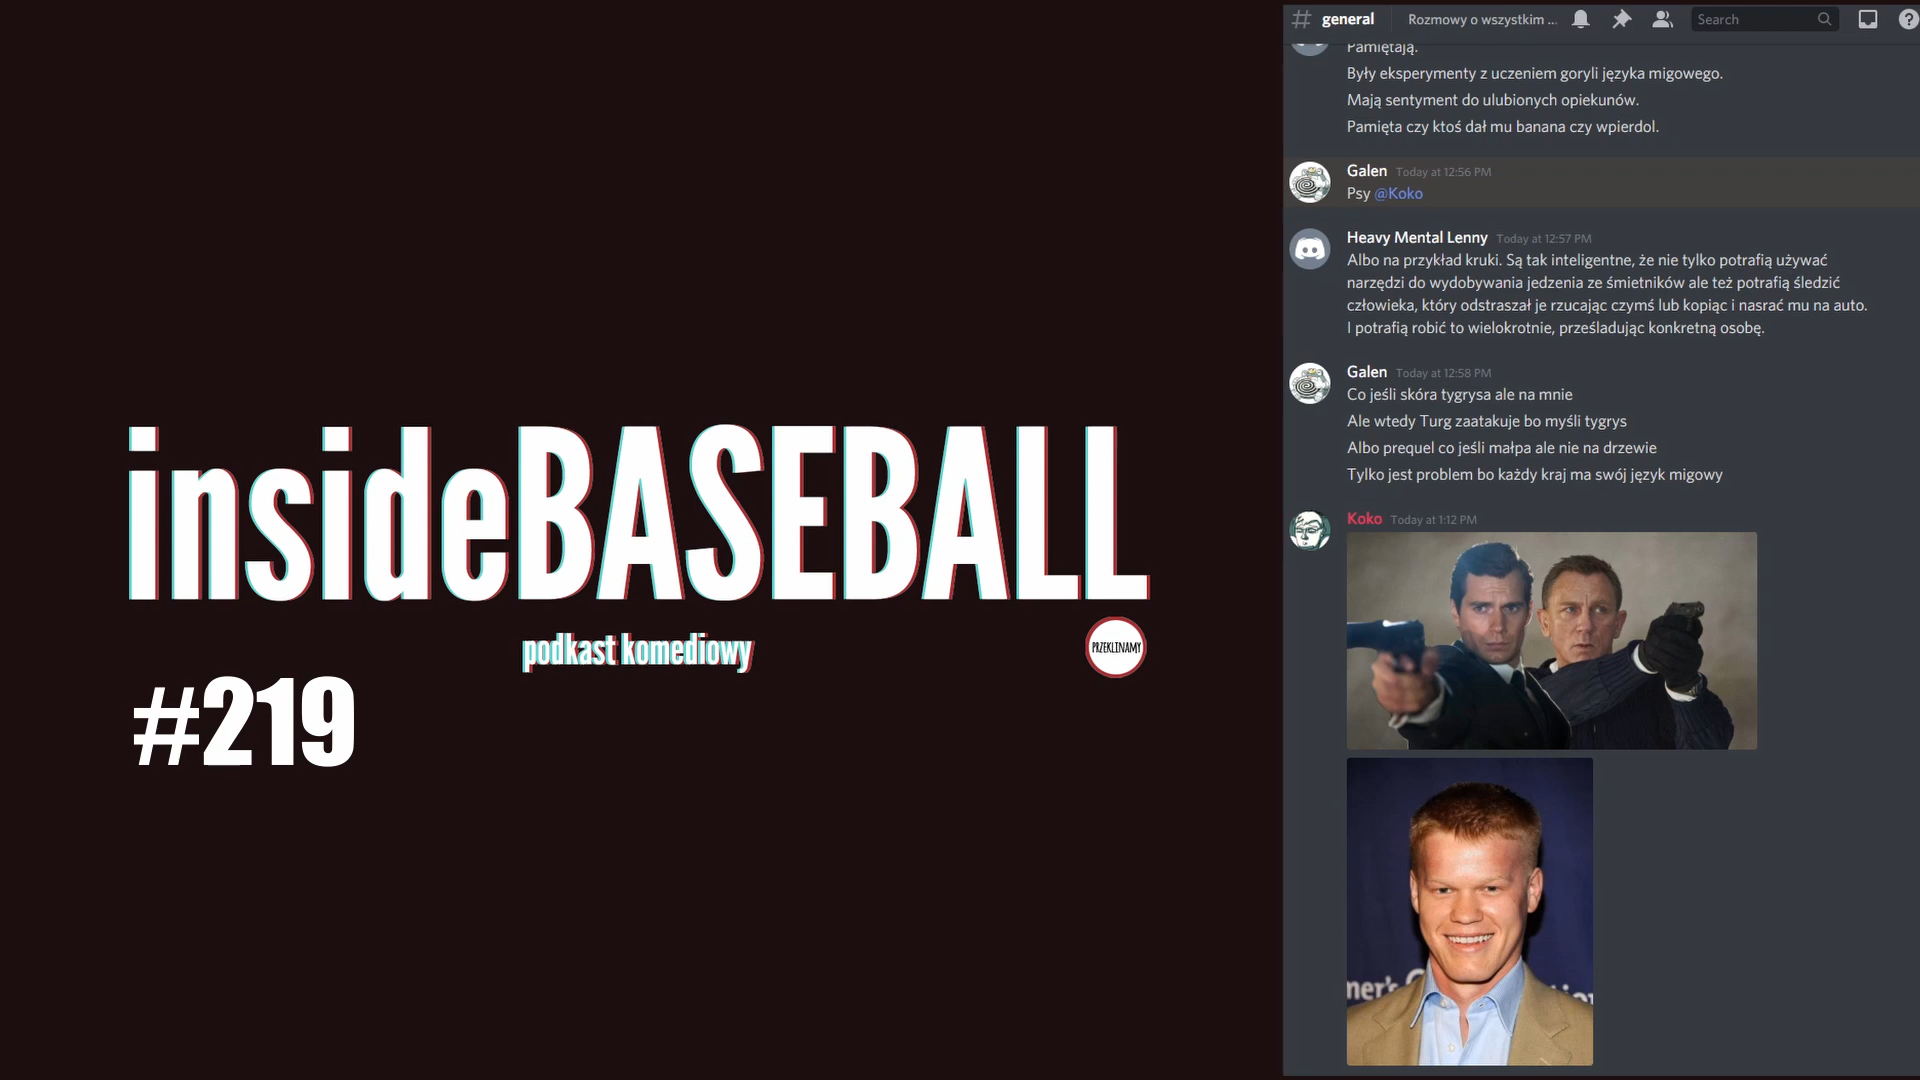 insideBASEBALL
podkast komediowy
PRZEKLINAMY
#219
# general
Rozmowy o wszystkim ...
Search
?
Pamiętają.
Były eksperymenty z uczeniem goryli języka migowego.
Mają sentyment do ulubionych opiekunów.
Pamięta czy ktoś dał mu banana czy wpierdol.
Galen Today at 12:56 PM
Psy @Koko
Heavy Mental Lenny Today at 12:57 PM
Albo na przykład kruki. Są tak inteligentne, że nie tylko potrafią używać
narzędzi do wydobywania jedzenia ze śmietników ale też potrafią śledzić
człowieka, który odstraszał je rzucając czymś lub kopiąc i nasrać mu na auto.
I potrafią robić to wielokrotnie, prześladując konkretną osobę.
Galen Today at 12:58 PM
Co jeśli skóra tygrysa ale na mnie
Ale wtedy Turg zaatakuje bo myśli tygrys
Albo prequel co jeśli małpa ale nie na drzewie
Tylko jest problem bo każdy kraj ma swój język migowy
Koko Today at 1:12 PM